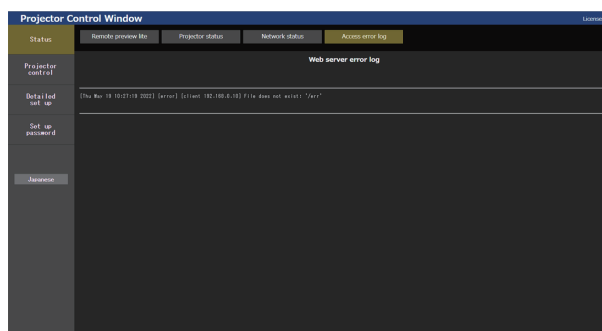 Projector Control Window
License
Status
Remote preview lite
Projector status
Network status
Access error log
Projector
control
Web server error log
Detailed
set up
[Thu May 19 10:27:19 2022] [error] [client 192.168.0.10] File does not exist: '/err'
Set up
password
Japanese